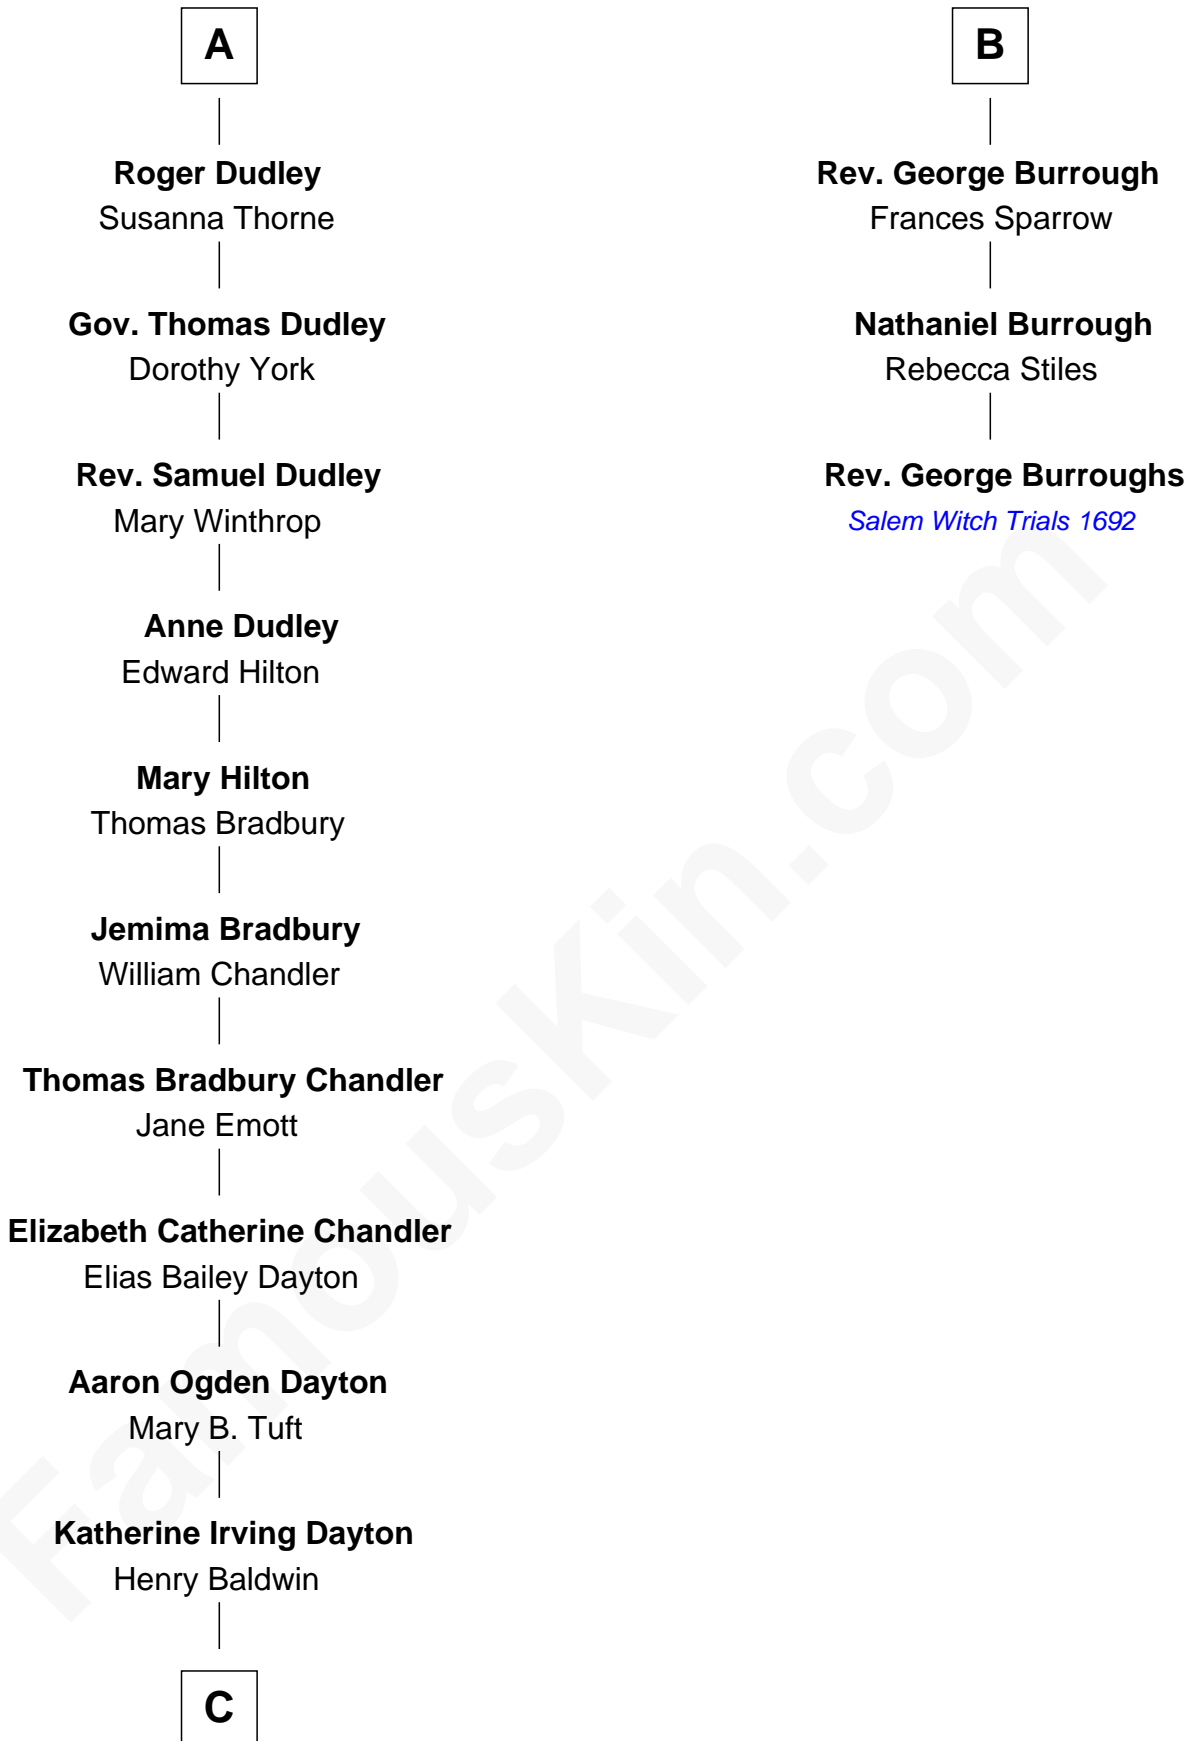 A
Roger Dudley
Susanna Thorne
Gov. Thomas Dudley
Dorothy York
Rev. Samuel Dudley
Mary Winthrop
Anne Dudley
Edward Hilton
Mary Hilton
Thomas Bradbury
Jemima Bradbury
William Chandler
Thomas Bradbury Chandler
Jane Emott
Elizabeth Catherine Chandler
Elias Bailey Dayton
Aaron Ogden Dayton
Mary B. Tuft
Katherine Irving Dayton
Henry Baldwin
C
B
Rev. George Burrough
Frances Sparrow
Nathaniel Burrough
Rebecca Stiles
Rev. George Burroughs
Salem Witch Trials 1692
FamousKin.com